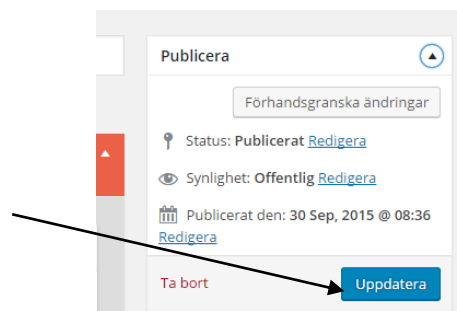 Publicera
Förhandsgranska ändringar
Status: Publicerat Redigera
Synlighet: Offentlig Redigera
Publicerat den: 30 Sep, 2015 @ 08:36
Redigera
Ta bort Uppdatera